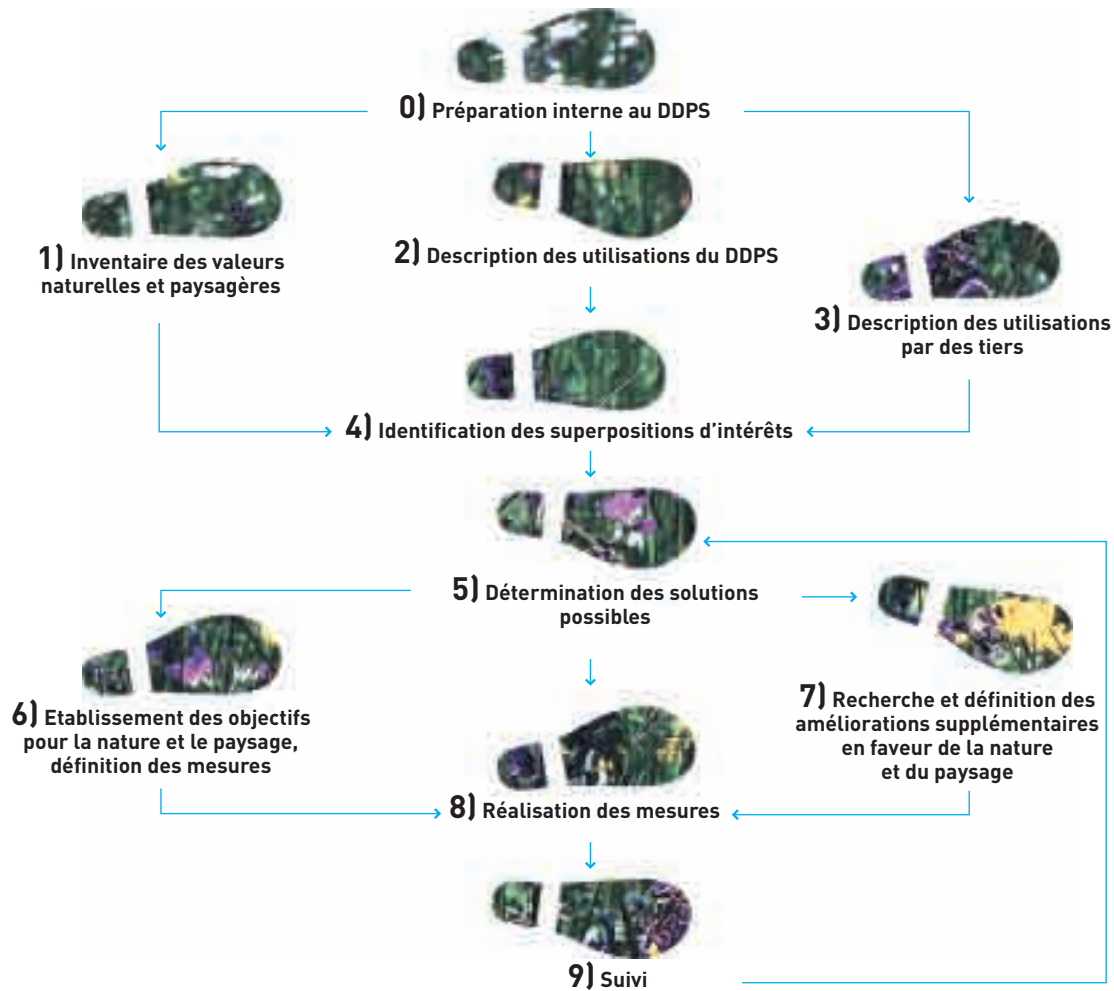 0) Préparation interne au DDPS
1) Inventaire des valeurs
naturelles et paysagères
2) Description des utilisations du DDPS
3) Description des utilisations
par des tiers
4) Identification des superpositions d’intérêts
5) Détermination des solutions
possibles
6) Etablissement des objectifs
pour la nature et le paysage,
définition des mesures
7) Recherche et définition des
améliorations supplémentaires
en faveur de la nature
et du paysage
8) Réalisation des mesures
9) Suivi